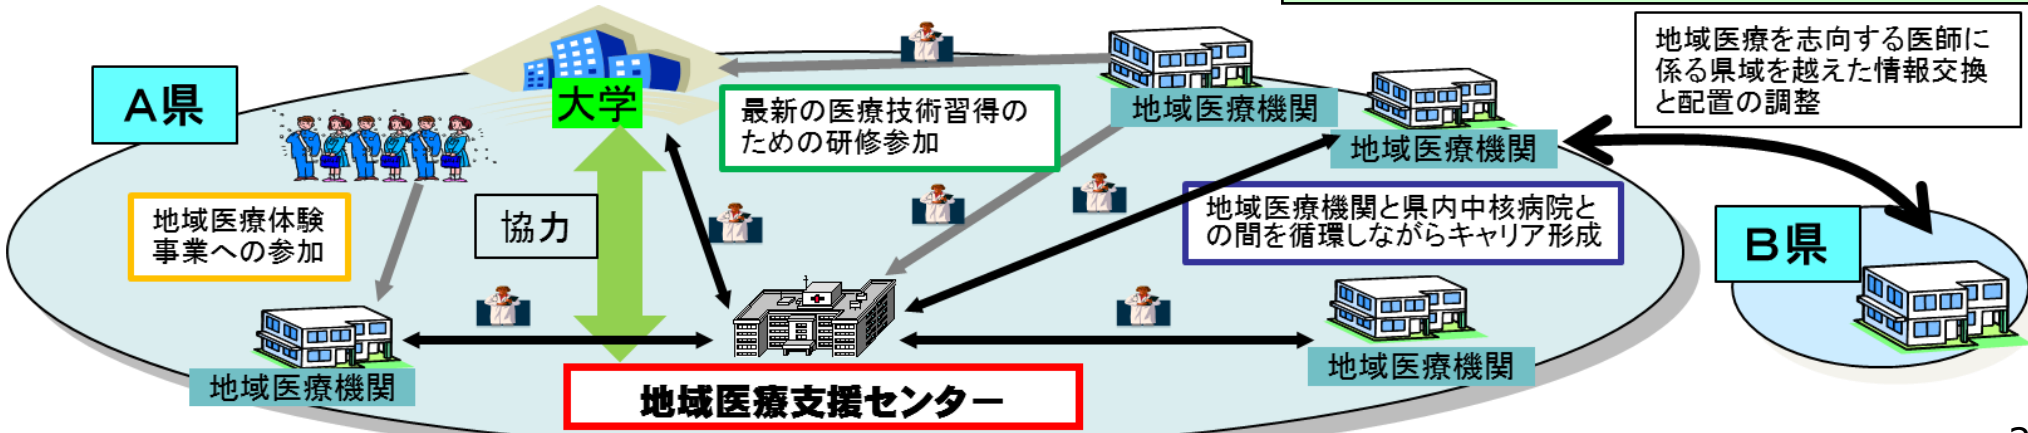 地域医療を志向する医師に
係る県域を越えた情報交換
と配置の調整
A県
大学
最新の医療技術習得の
ための研修参加
地域医療機関
地域医療機関
地域医療体験
事業への参加
協力
地域医療機関と県内中核病院と
の間を循環しながらキャリア形成
B県
地域医療機関
地域医療機関
地域医療支援センター